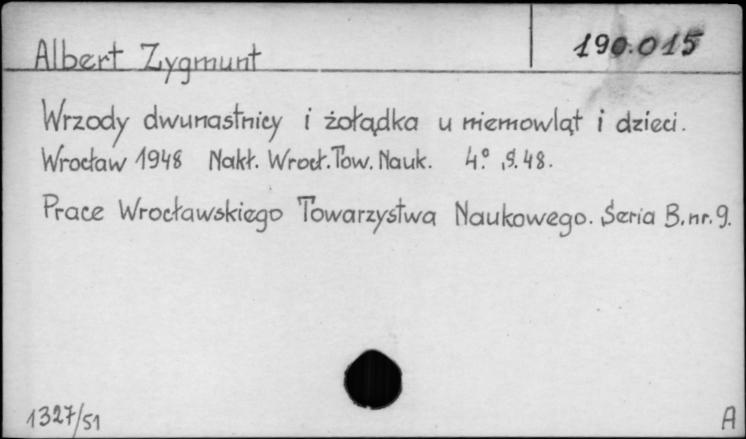 Albert Zygmunt
190.015
Wrzody dwunastnicy i żołądka u niemowląt i dzieci.
Wrocław 1948 Nakł. Wrocł. Tow. Nauk. 4° S. 48.
Prace Wrocławskiego Towarzystwa Naukowego. Seria B. nr. 9.
1327/51
A